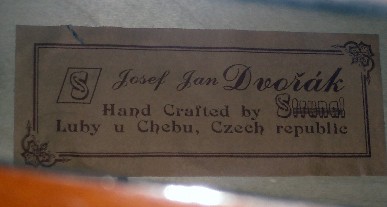 S Josef Jan Dvořák
Hand Crafted by Strunal
Luby u Chebu, Czech republic